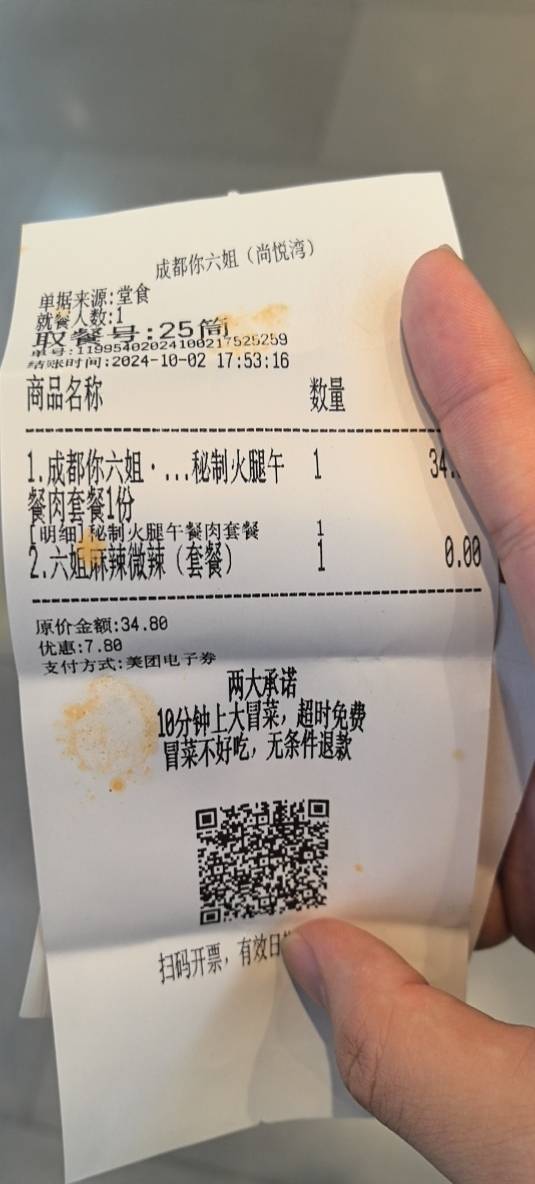 成都你六姐（尚悦湾）
单据来源:堂食
就餐人数:1
取餐号:25筒
单号:11995402024100217525259
结账时间:2024-10-02 17:53:16
商品名称 数量
1.成都你六姐·...秘制火腿午 1 34.
餐肉套餐1份
[明细]秘制火腿午餐肉套餐 1
2.六姐麻辣微辣（套餐） 1 0.00
原价金额:34.80
优惠:7.80
支付方式:美团电子券
两大承诺
10分钟上大冒菜，超时免费
冒菜不好吃，无条件退款
扫码开票，有效日